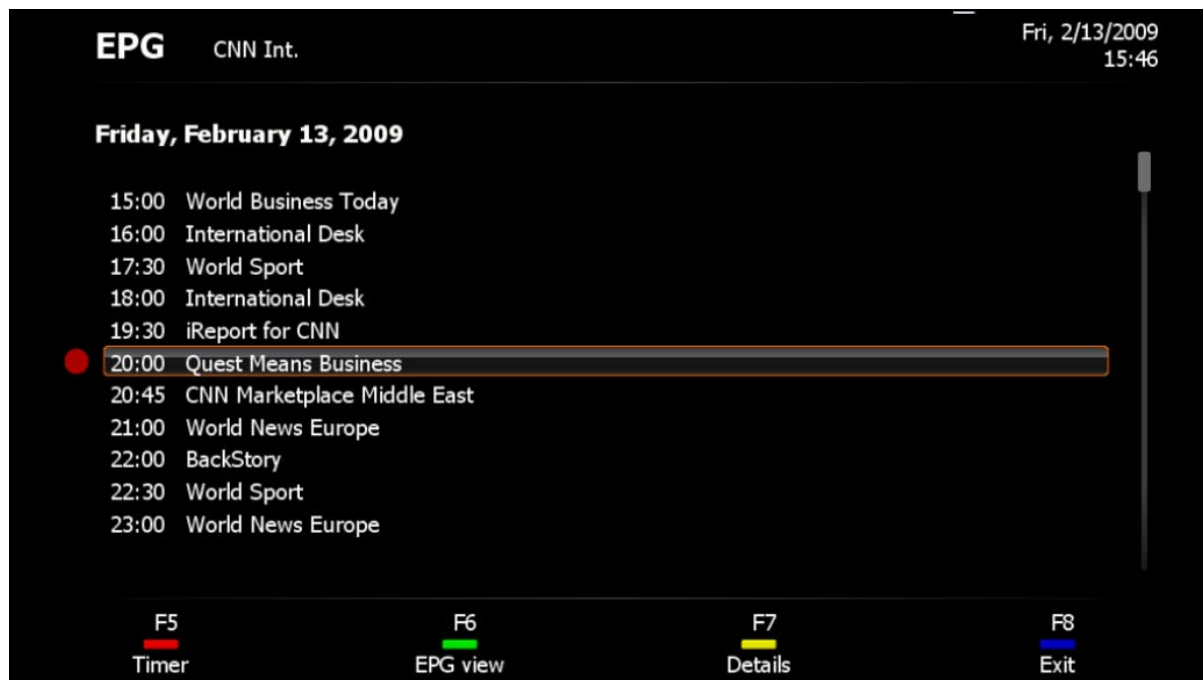 EPG CNN Int. Fri, 2/13/2009
15:46
Friday, February 13, 2009
15:00 World Business Today
16:00 International Desk
17:30 World Sport
18:00 International Desk
19:30 iReport for CNN
20:00 Quest Means Business
20:45 CNN Marketplace Middle East
21:00 World News Europe
22:00 BackStory
22:30 World Sport
23:00 World News Europe
F5 F6 F7 F8
Timer EPG view Details Exit